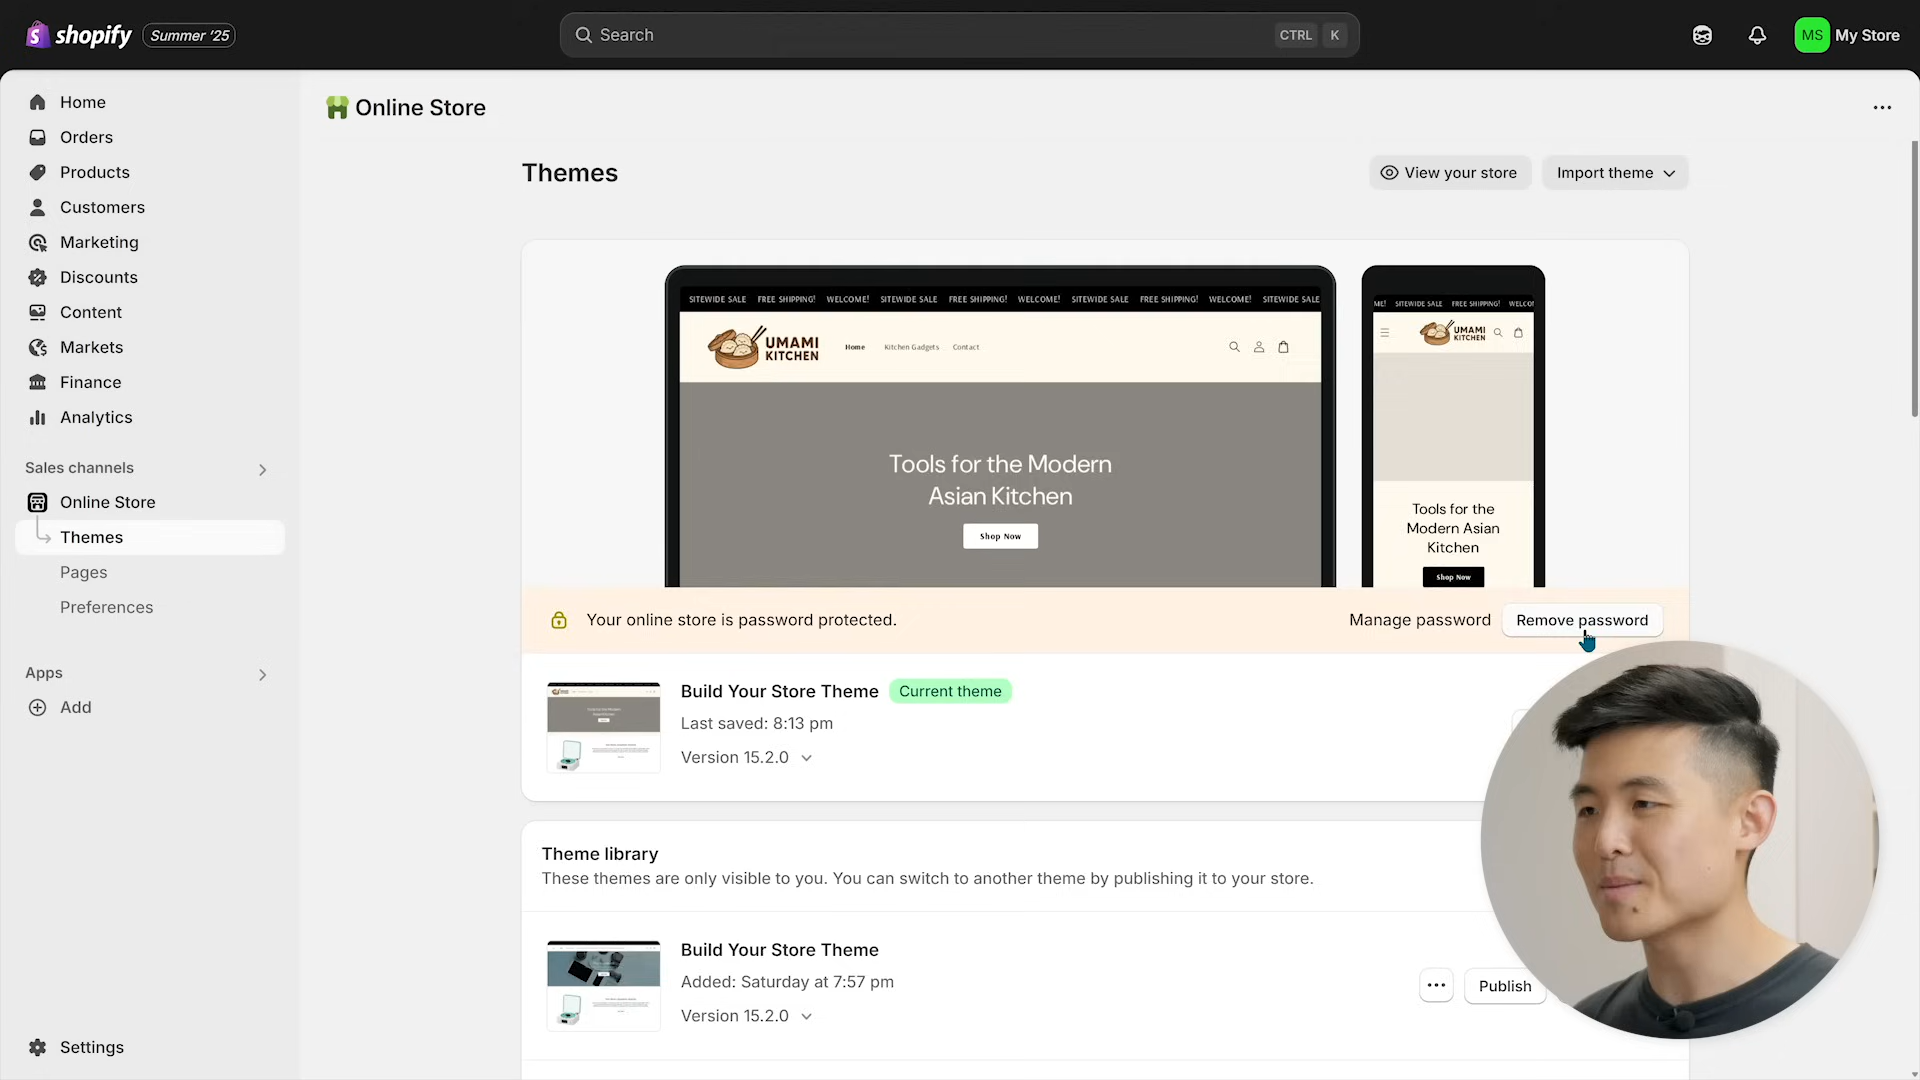 shopify Summer '25
Search
CTRL K
MS My Store
Home
Orders
Products
Customers
Marketing
Discounts
Content
Markets
Finance
Analytics
Sales channels
Online Store
Themes
Pages
Preferences
Apps
Add
Settings
Online Store
Themes
View your store
Import theme
SITEWIDE SALE FREE SHIPPING! WELCOME! SITEWIDE SALE FREE SHIPPING! WELCOME! SITEWIDE SALE FREE SHIPPING! WELCOME! SITEWIDE SALE
UMAMI
KITCHEN
Home Kitchen Gadgets Contact
Tools for the Modern
Asian Kitchen
Shop Now
ME! SITEWIDE SALE FREE SHIPPING! WELCO
UMAMI
KITCHEN
Tools for the
Modern Asian
Kitchen
Shop Now
Your online store is password protected.
Manage password
Remove password
Build Your Store Theme Current theme
Last saved: 8:13 pm
Version 15.2.0
Theme library
These themes are only visible to you. You can switch to another theme by publishing it to your store.
Build Your Store Theme
Added: Saturday at 7:57 pm
Version 15.2.0
Publish